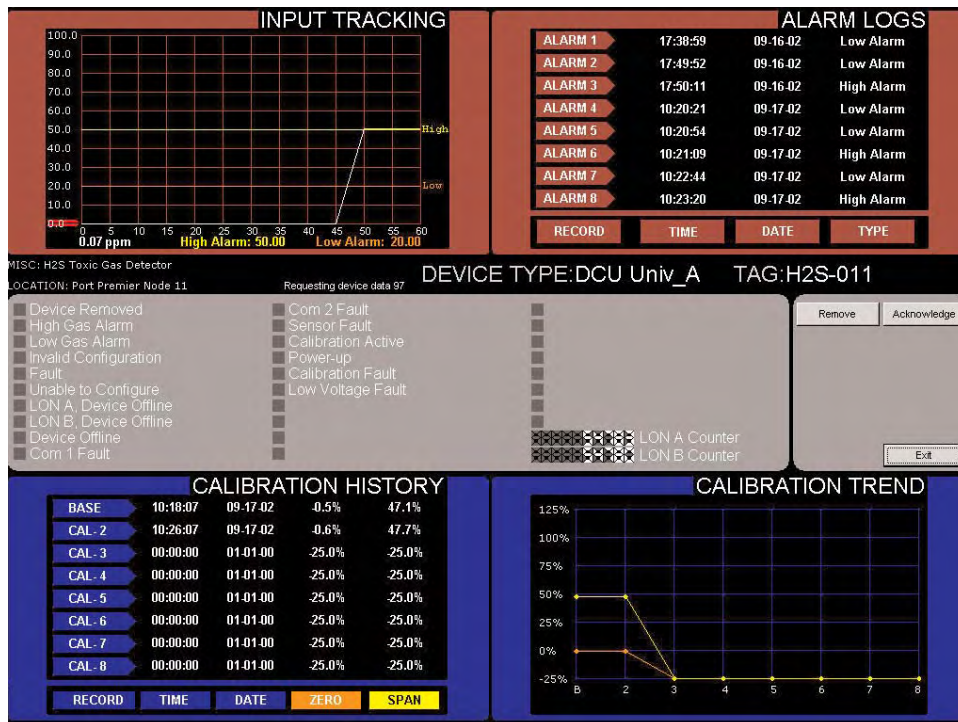 INPUT TRACKING
100.0
90.0
80.0
70.0
60.0
50.0
40.0
30.0
20.0
10.0
0.0
High
Low
0 5 10 15 20 25 30 35 40 45 50 55 60
0.07 ppm High Alarm: 50.00 Low Alarm: 20.00
ALARM LOGS
ALARM 1 17:38:59 09-16-02 Low Alarm
ALARM 2 17:49:52 09-16-02 Low Alarm
ALARM 3 17:50:11 09-16-02 High Alarm
ALARM 4 10:20:21 09-17-02 Low Alarm
ALARM 5 10:20:54 09-17-02 Low Alarm
ALARM 6 10:21:09 09-17-02 High Alarm
ALARM 7 10:22:44 09-17-02 Low Alarm
ALARM 8 10:23:20 09-17-02 High Alarm
RECORD TIME DATE TYPE
MISC: H2S Toxic Gas Detector
LOCATION: Port Premier Node 11 Requesting device data 97
DEVICE TYPE:DCU Univ_A TAG:H2S-011
Device Removed
High Gas Alarm
Low Gas Alarm
Invalid Configuration
Fault
Unable to Configure
LON A, Device Offline
LON B, Device Offline
Device Offline
Com 1 Fault
Com 2 Fault
Sensor Fault
Calibration Active
Power-up
Calibration Fault
Low Voltage Fault
LON A Counter
LON B Counter
Remove Acknowledge
Exit
CALIBRATION HISTORY
BASE 10:18:07 09-17-02 -0.5% 47.1%
CAL- 2 10:26:07 09-17-02 -0.6% 47.7%
CAL- 3 00:00:00 01-01-00 -25.0% -25.0%
CAL- 4 00:00:00 01-01-00 -25.0% -25.0%
CAL- 5 00:00:00 01-01-00 -25.0% -25.0%
CAL- 6 00:00:00 01-01-00 -25.0% -25.0%
CAL- 7 00:00:00 01-01-00 -25.0% -25.0%
CAL- 8 00:00:00 01-01-00 -25.0% -25.0%
RECORD TIME DATE ZERO SPAN
CALIBRATION TREND
125%
100%
75%
50%
25%
0%
-25%
B 2 3 4 5 6 7 8